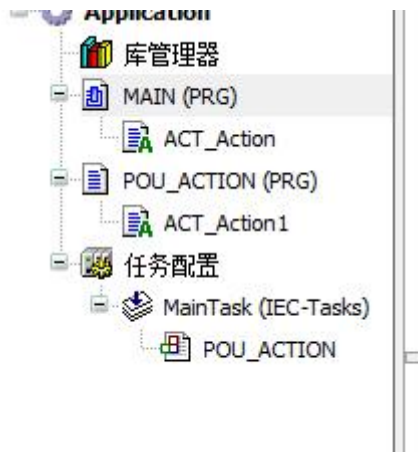 Application
库管理器
MAIN (PRG)
ACT_Action
POU_ACTION (PRG)
ACT_Action1
任务配置
MainTask (IEC-Tasks)
POU_ACTION